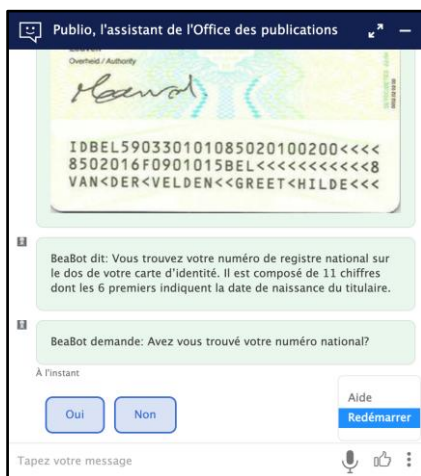 Publio, l'assistant de l'Office des publications
Overheid / Authority
IDBEL590330101085020100200<<<<
8502016F0901015BEL<<<<<<<<<<<8
VAN<DER<VELDEN<<GREET<HILDE<<<
BeaBot dit: Vous trouvez votre numéro de registre national sur
le dos de votre carte d'identité. Il est composé de 11 chiffres
dont les 6 premiers indiquent la date de naissance du titulaire.
BeaBot demande: Avez vous trouvé votre numéro national?
À l'instant
Oui
Non
Aide
Redémarrer
Tapez votre message